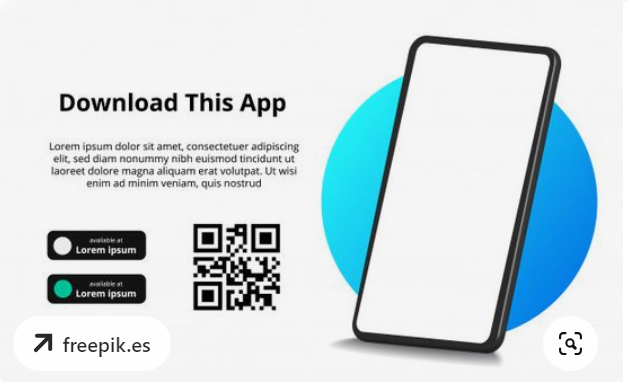 Download This App
Lorem ipsum dolor sit amet, consectetuer adipiscing
elit, sed diam nonummy nibh euismod tincidunt ut
laoreet dolore magna aliquam erat volutpat. Ut wisi
enim ad minim veniam, quis nostrud
available at
Lorem ipsum
available at
Lorem ipsum
freepik.es